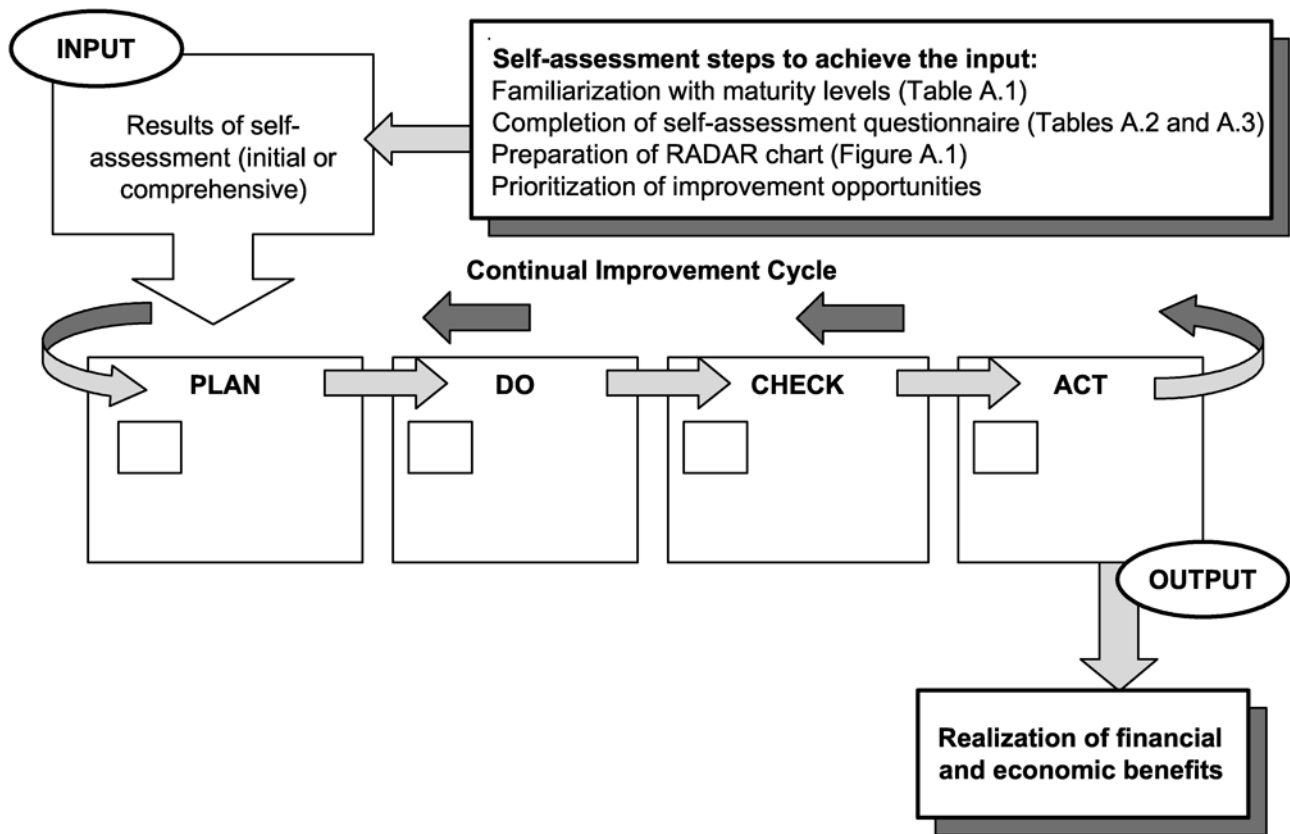 INPUT
Results of self-
assessment (initial or
comprehensive)
Self-assessment steps to achieve the input:
Familiarization with maturity levels (Table A.1)
Completion of self-assessment questionnaire (Tables A.2 and A.3)
Preparation of RADAR chart (Figure A.1)
Prioritization of improvement opportunities
Continual Improvement Cycle
PLAN
DO
CHECK
ACT
OUTPUT
Realization of financial
and economic benefits